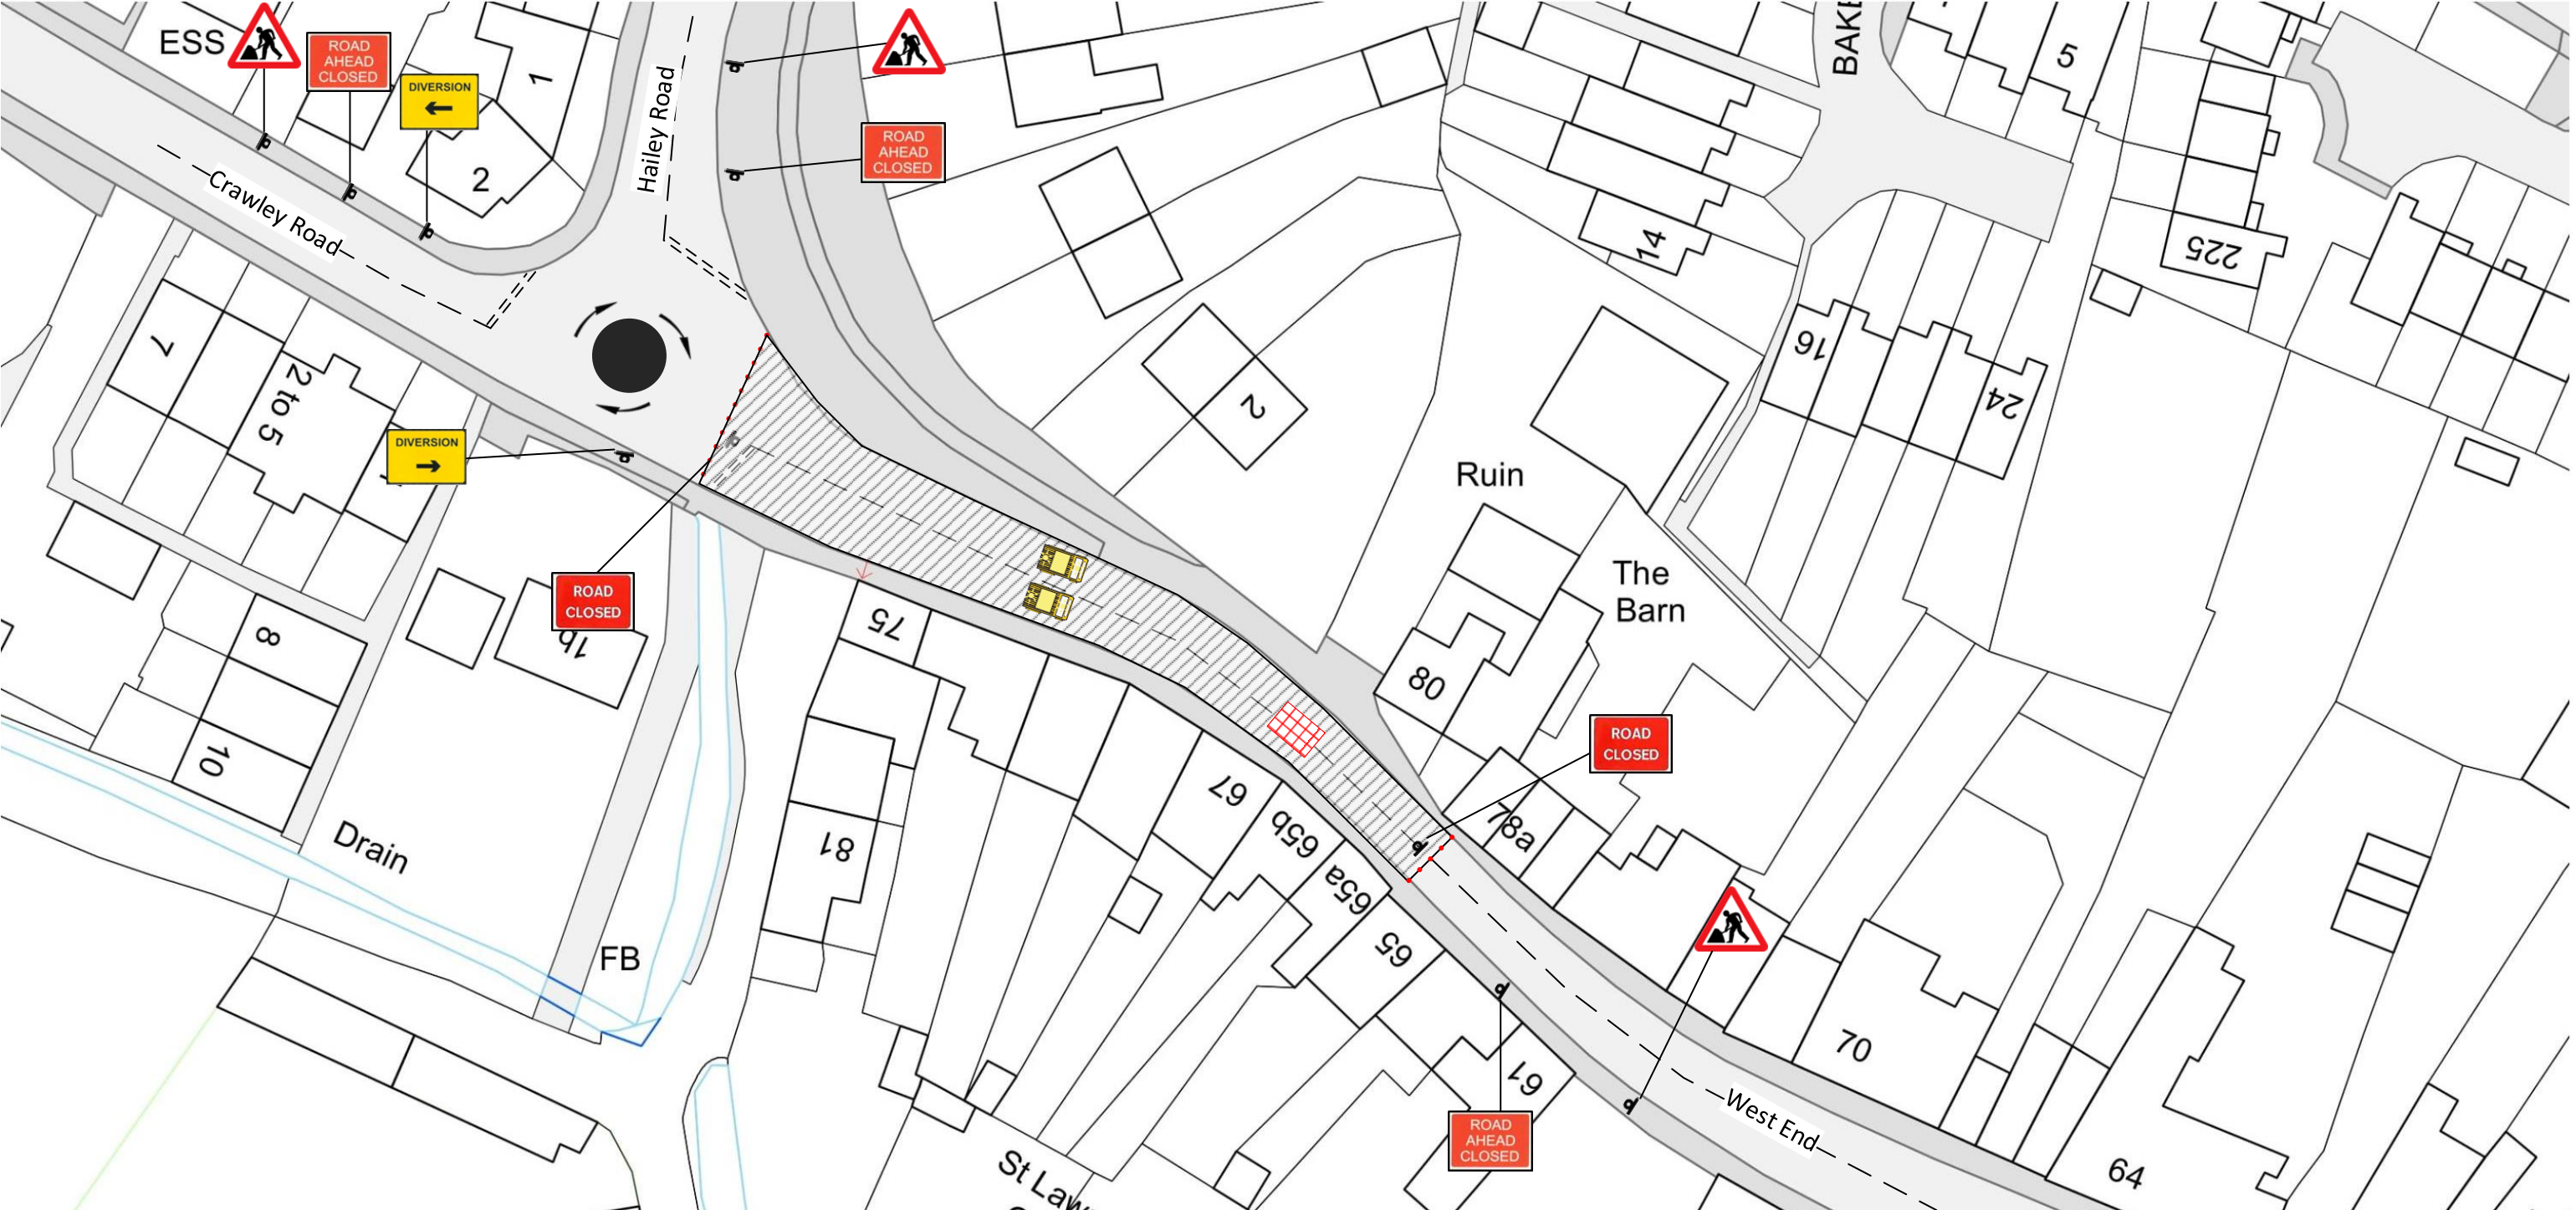 ESS
ROAD
AHEAD
CLOSED
DIVERSION
1
2
Hailey Road
ROAD
AHEAD
CLOSED
5
14
225
Crawley Road
7
2 to 5
2
16
24
DIVERSION
Ruin
The
Barn
ROAD
CLOSED
1b
75
8
10
80
ROAD
CLOSED
78a
67
65b
65a
65
81
Drain
FB
70
61
ROAD
AHEAD
CLOSED
West End
64
St Law